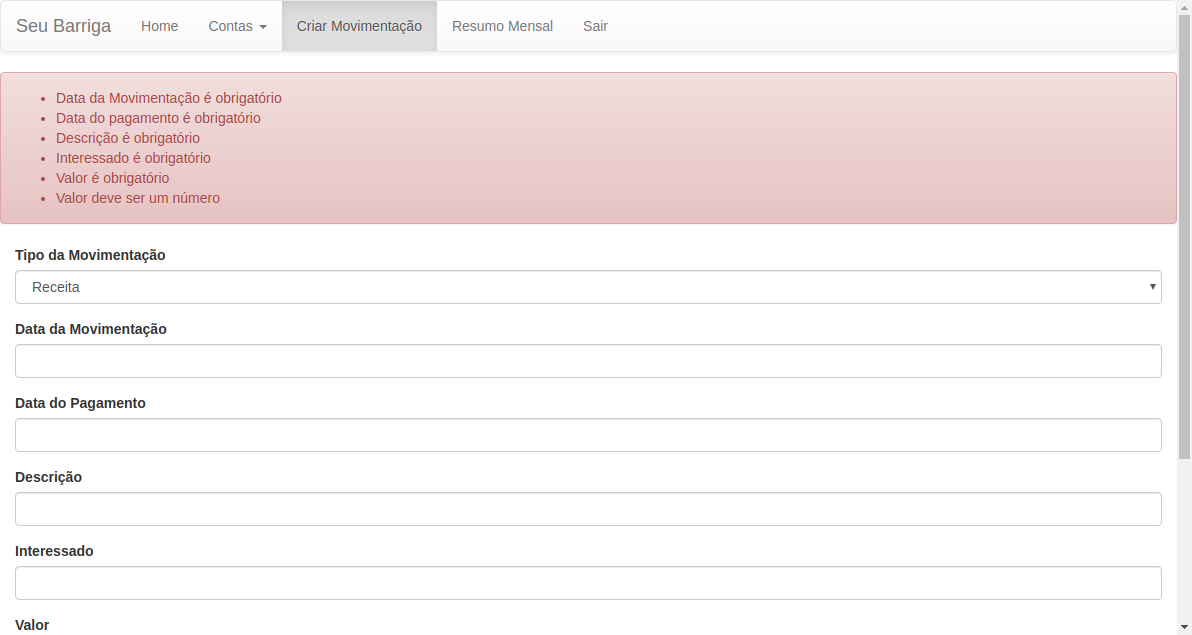 Seu Barriga Home Contas Criar Movimentação Resumo Mensal Sair
Data da Movimentação é obrigatório
Data do pagamento é obrigatório
Descrição é obrigatório
Interessado é obrigatório
Valor é obrigatório
Valor deve ser um número
Tipo da Movimentação
Receita
Data da Movimentação
Data do Pagamento
Descrição
Interessado
Valor